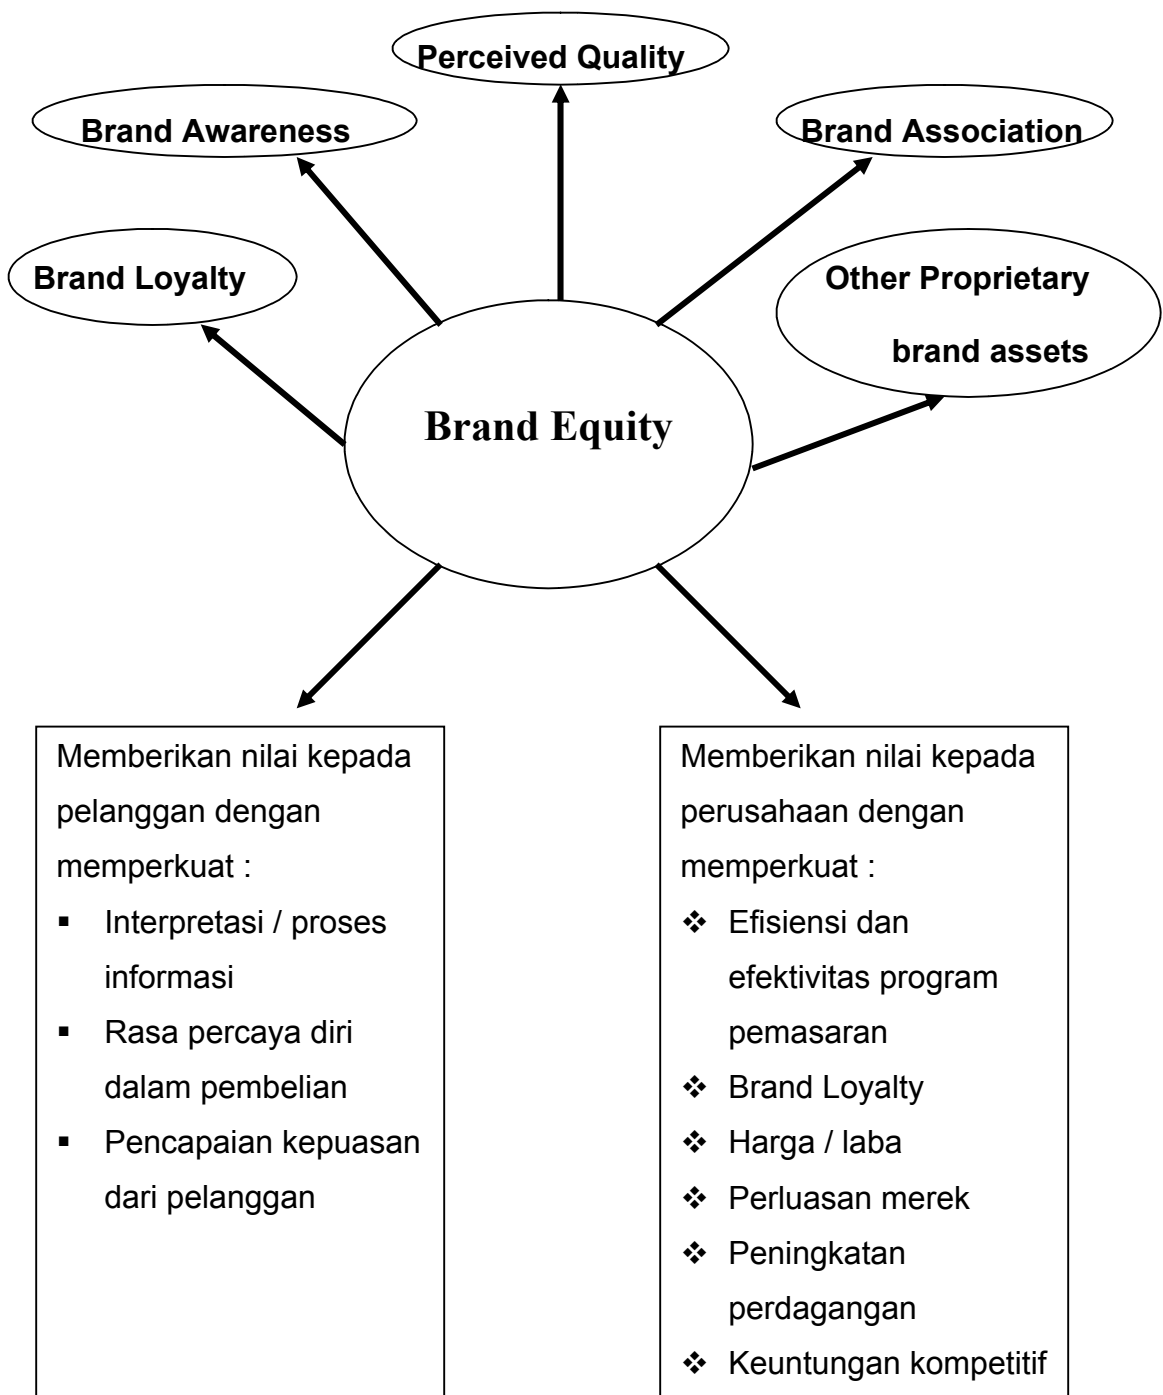 Perceived Quality
Brand Awareness
Brand Association
Brand Loyalty
Other Proprietary
brand assets
Brand Equity
Memberikan nilai kepada
pelanggan dengan
memperkuat :
▪ Interpretasi / proses
informasi
▪ Rasa percaya diri
dalam pembelian
▪ Pencapaian kepuasan
dari pelanggan
Memberikan nilai kepada
perusahaan dengan
memperkuat :
❖ Efisiensi dan
efektivitas program
pemasaran
❖ Brand Loyalty
❖ Harga / laba
❖ Perluasan merek
❖ Peningkatan
perdagangan
❖ Keuntungan kompetitif